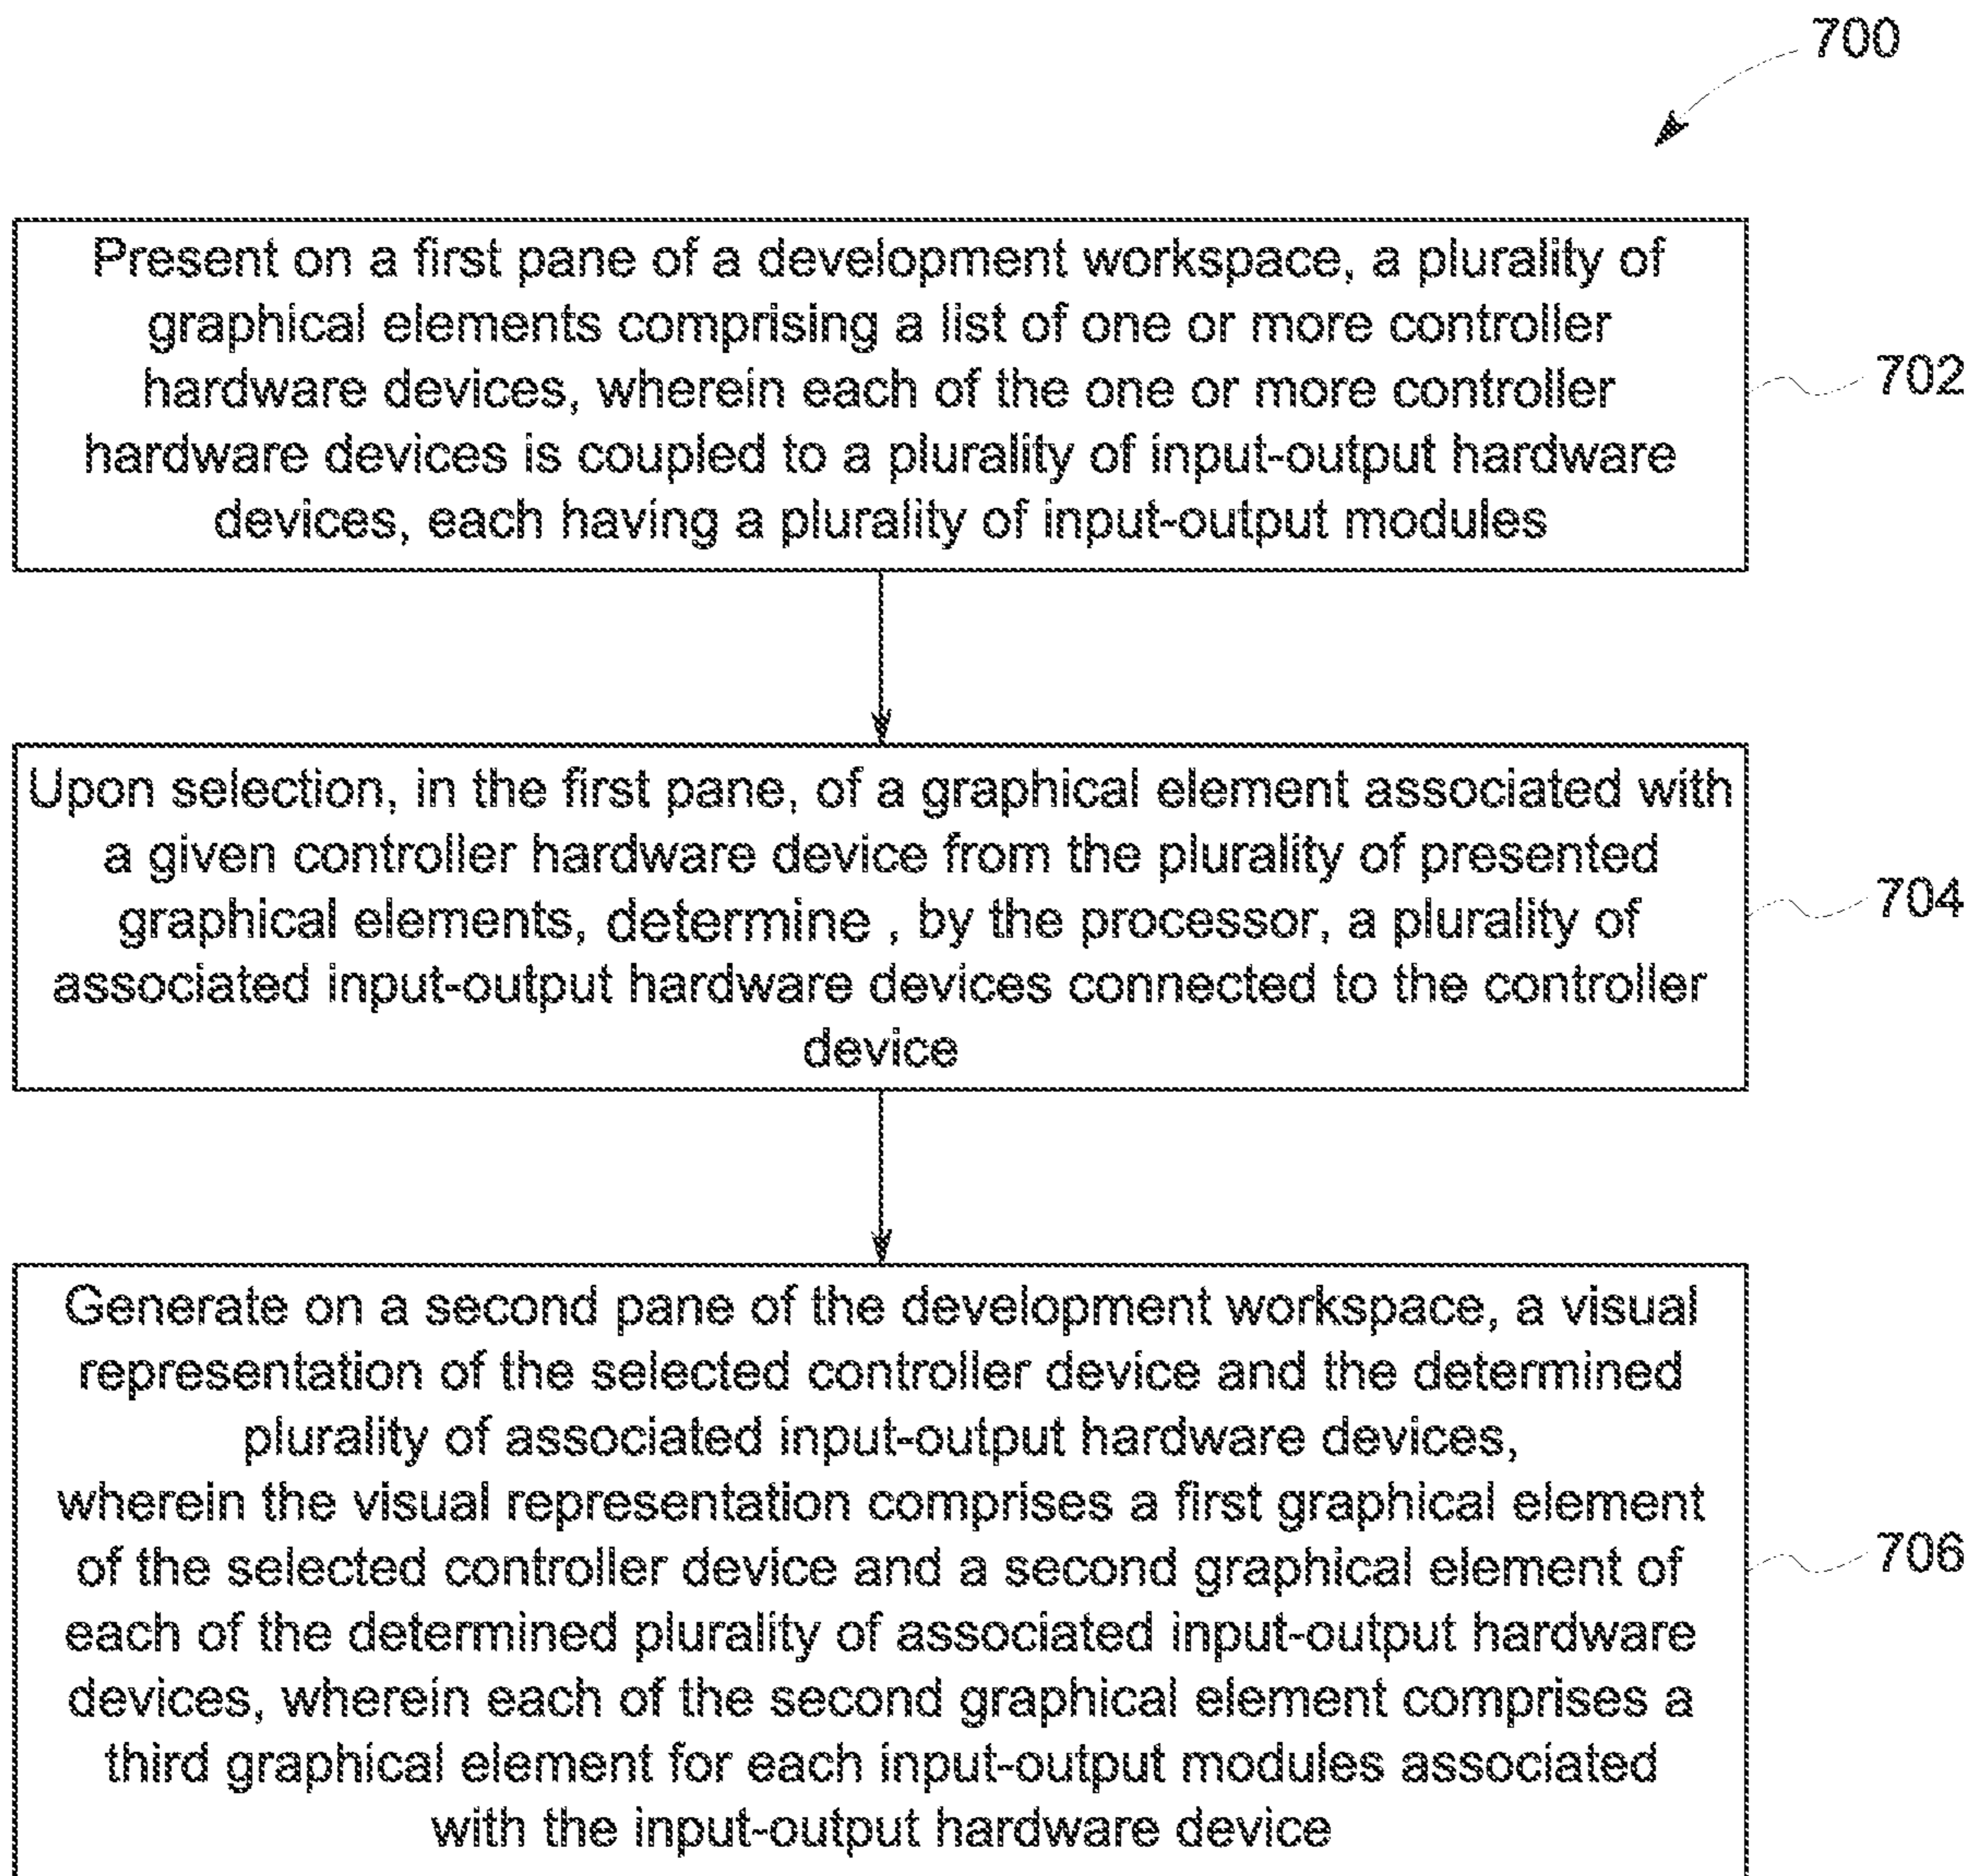 700
Present on a first pane of a development workspace, a plurality of
graphical elements comprising a list of one or more controller
hardware devices, wherein each of the one or more controller
hardware devices is coupled to a plurality of input-output hardware
devices, each having a plurality of input-output modules
702
Upon selection, in the first pane, of a graphical element associated with
a given controller hardware device from the plurality of presented
graphical elements, determine , by the processor, a plurality of
associated input-output hardware devices connected to the controller
device
704
Generate on a second pane of the development workspace, a visual
representation of the selected controller device and the determined
plurality of associated input-output hardware devices,
wherein the visual representation comprises a first graphical element
of the selected controller device and a second graphical element of
each of the determined plurality of associated input-output hardware
devices, wherein each of the second graphical element comprises a
third graphical element for each input-output modules associated
with the input-output hardware device
706